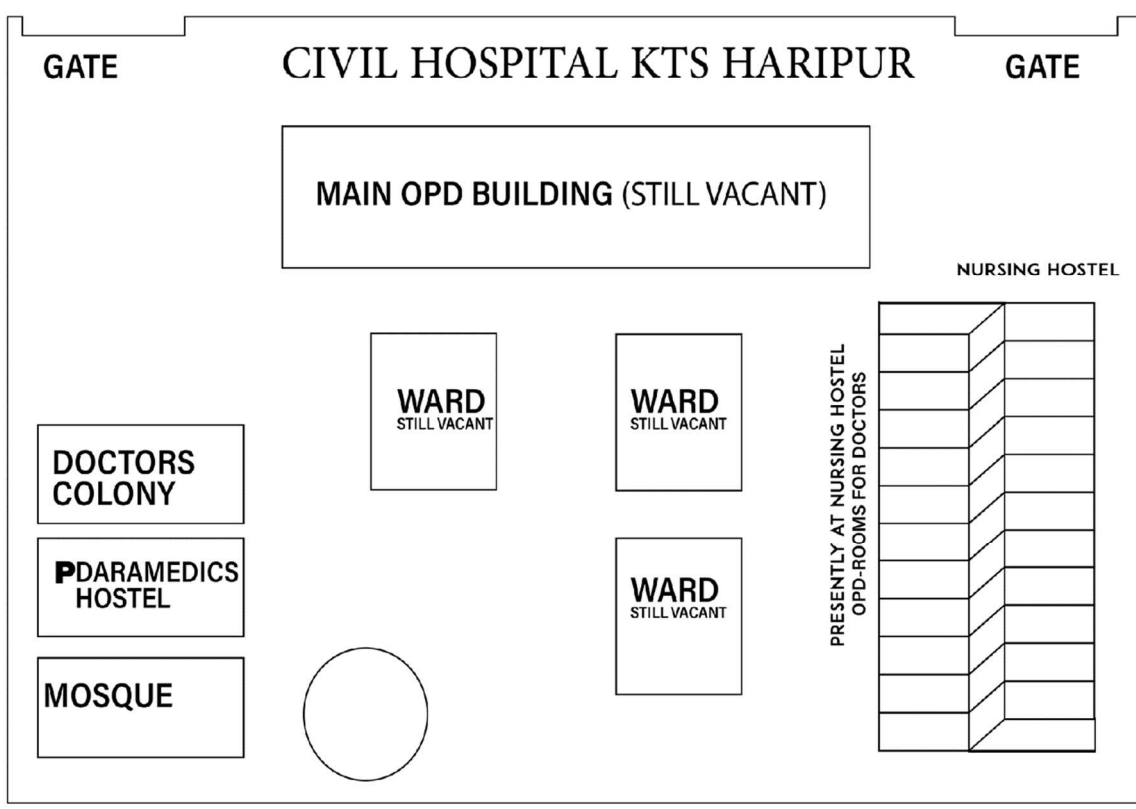 GATE
CIVIL HOSPITAL KTS HARIPUR
GATE
MAIN OPD BUILDING (STILL VACANT)
NURSING HOSTEL
WARD
STILL VACANT
WARD
STILL VACANT
PRESENTLY AT NURSING HOSTEL
OPD-ROOMS FOR DOCTORS
DOCTORS
COLONY
PDARAMEDICS
HOSTEL
WARD
STILL VACANT
MOSQUE